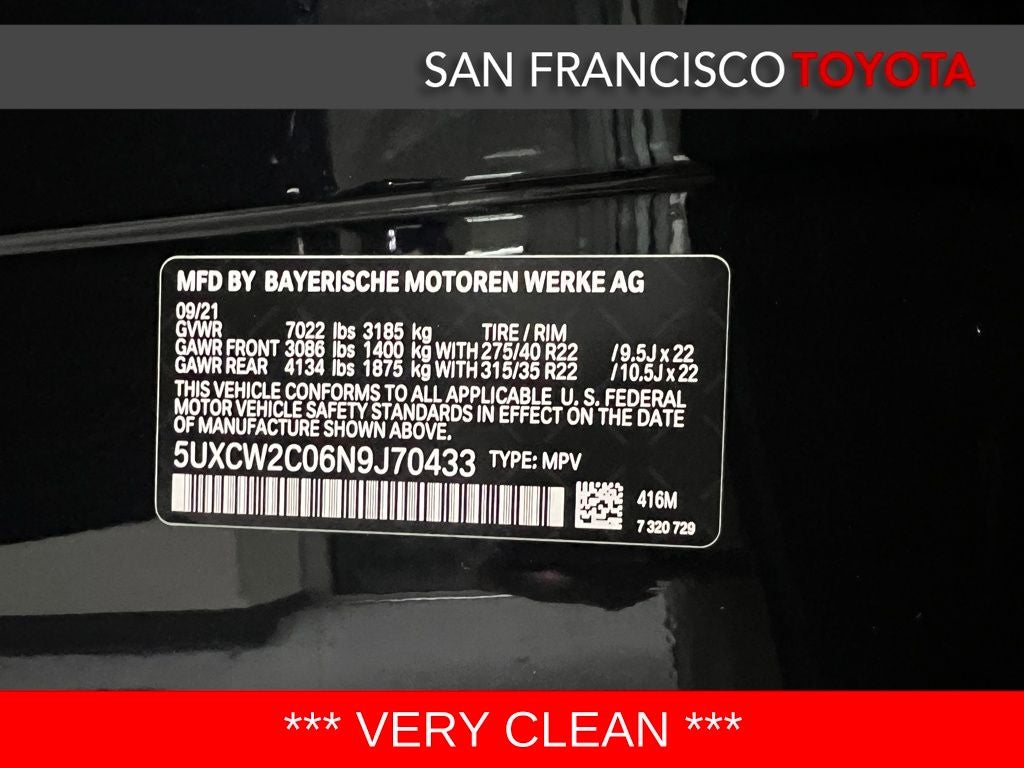 SAN FRANCISCO TOYOTA
MFD BY BAYERISCHE MOTOREN WERKE AG
09/21
GVWR 7022 lbs 3185 kg TIRE / RIM
GAWR FRONT 3086 lbs 1400 kg WITH 275/40 R22 /9.5J x 22
GAWR REAR 4134 lbs 1875 kg WITH 315/35 R22 /10.5J x 22
THIS VEHICLE CONFORMS TO ALL APPLICABLE U. S. FEDERAL
MOTOR VEHICLE SAFETY STANDARDS IN EFFECT ON THE DATE
OF MANUFACTURE SHOWN ABOVE.
5UXCW2C06N9J70433 TYPE: MPV
416M
7 320 729
*** VERY CLEAN ***